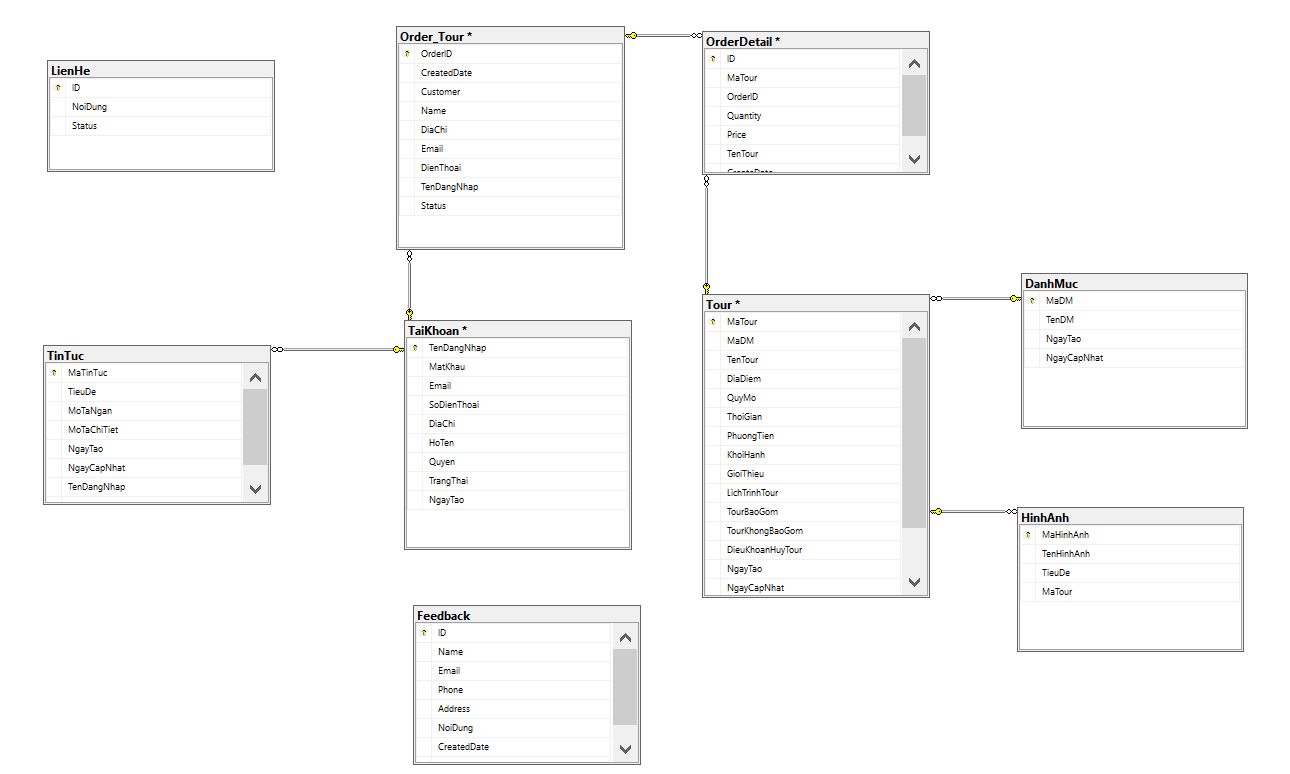 LienHe
ID
NoiDung
Status
Order_Tour *
OrderID
CreatedDate
Customer
Name
DiaChi
Email
DienThoai
TenDangNhap
Status
OrderDetail *
ID
MaTour
OrderID
Quantity
Price
TenTour
CreateDate
TinTuc
MaTinTuc
TieuDe
MoTaNgan
MoTaChiTiet
NgayTao
NgayCapNhat
TenDangNhap
TaiKhoan *
TenDangNhap
MatKhau
Email
SoDienThoai
DiaChi
HoTen
Quyen
TrangThai
NgayTao
Tour *
MaTour
MaDM
TenTour
DiaDiem
QuyMo
ThoiGian
PhuongTien
KhoiHanh
GioiThieu
LichTrinhTour
TourBaoGom
TourKhongBaoGom
DieuKhoanHuyTour
NgayTao
NgayCapNhat
DanhMuc
MaDM
TenDM
NgayTao
NgayCapNhat
HinhAnh
MaHinhAnh
TenHinhAnh
TieuDe
MaTour
Feedback
ID
Name
Email
Phone
Address
NoiDung
CreatedDate